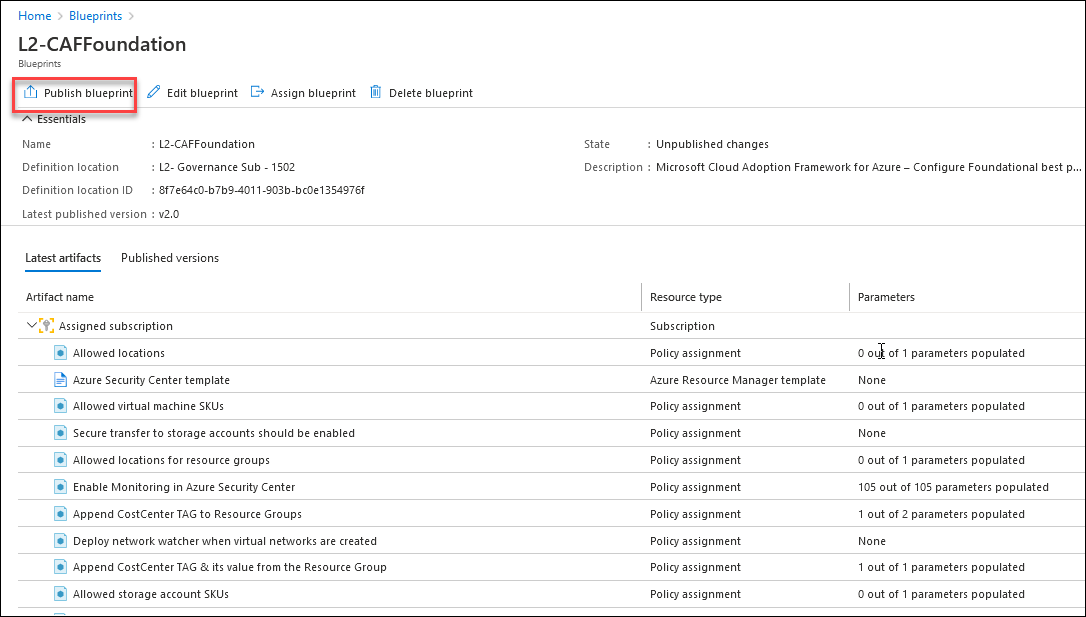 Home > Blueprints >
L2-CAFFoundation
Blueprints
Publish blueprint Edit blueprint Assign blueprint Delete blueprint
Essentials
Name : L2-CAFFoundation State : Unpublished changes
Definition location : L2- Governance Sub - 1502 Description : Microsoft Cloud Adoption Framework for Azure – Configure Foundational best p...
Definition location ID : 8f7e64c0-b7b9-4011-903b-bc0e1354976f
Latest published version : v2.0
Latest artifacts Published versions
Artifact name Resource type Parameters
Assigned subscription Subscription
Allowed locations Policy assignment 0 out of 1 parameters populated
Azure Security Center template Azure Resource Manager template None
Allowed virtual machine SKUs Policy assignment 0 out of 1 parameters populated
Secure transfer to storage accounts should be enabled Policy assignment None
Allowed locations for resource groups Policy assignment 0 out of 1 parameters populated
Enable Monitoring in Azure Security Center Policy assignment 105 out of 105 parameters populated
Append CostCenter TAG to Resource Groups Policy assignment 1 out of 2 parameters populated
Deploy network watcher when virtual networks are created Policy assignment None
Append CostCenter TAG & its value from the Resource Group Policy assignment 1 out of 1 parameters populated
Allowed storage account SKUs Policy assignment 0 out of 1 parameters populated